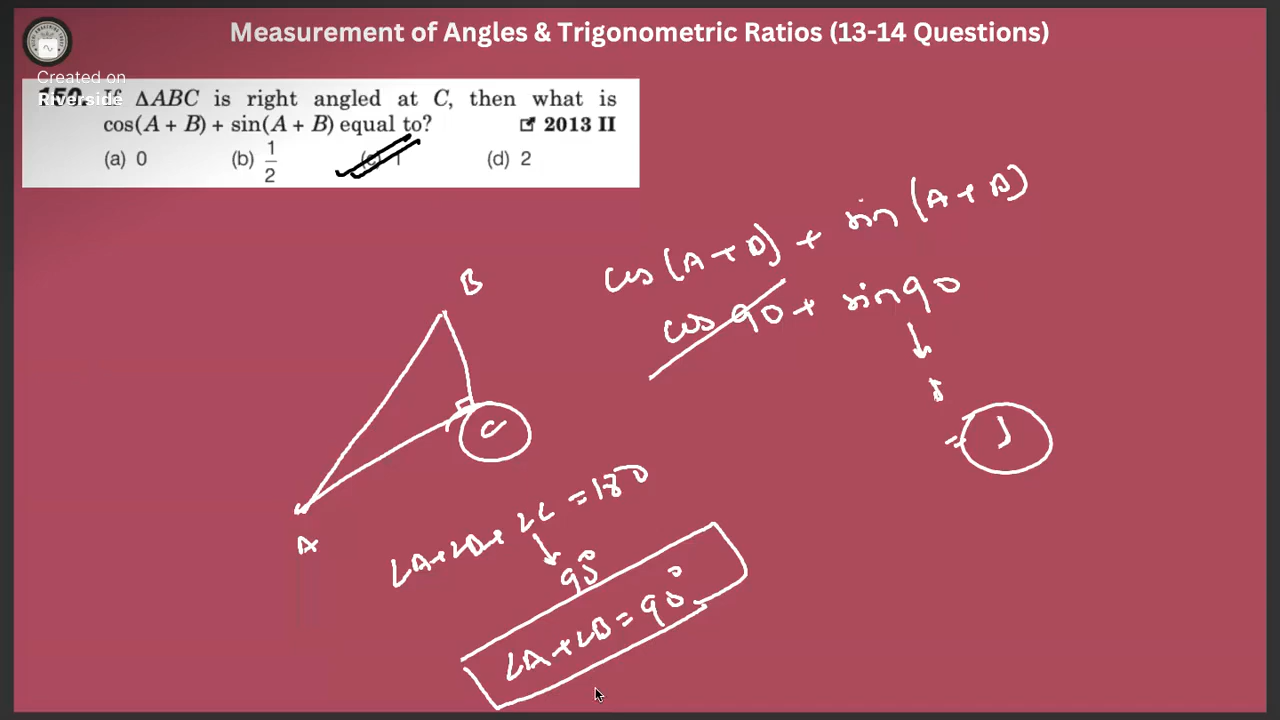 Measurement of Angles & Trigonometric Ratios (13-14 Questions)
Created on
Riverside
150. If ΔABC is right angled at C, then what is
cos(A + B) + sin(A + B) equal to? 2013 II
(a) 0 (b) 1/2 (c) 1 (d) 2
cos(A+B) + sin(A+B)
cos 90 + sin 90
= 1
B
C
A
∠A+∠B+∠C=180
90°
∠A+∠B=90°